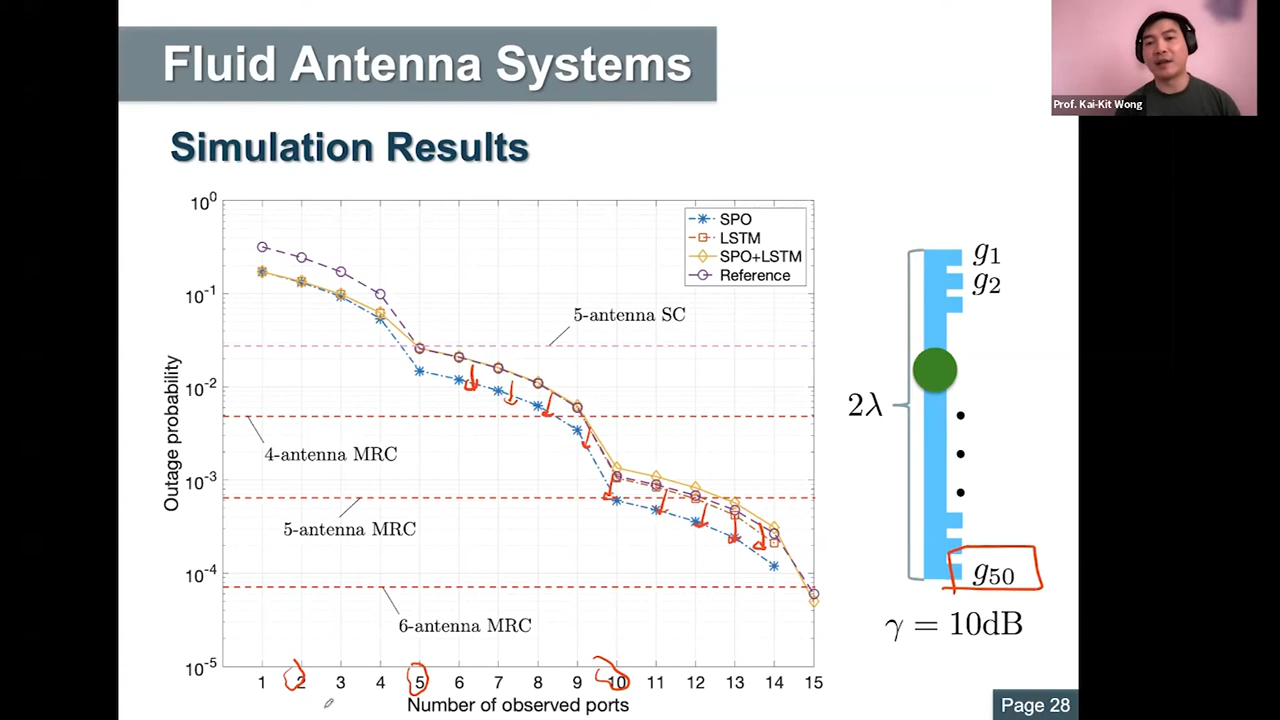 Fluid Antenna Systems
Prof. Kai-Kit Wong
Simulation Results
10^0
10^-1
10^-2
10^-3
10^-4
10^-5
Outage probability
SPO
LSTM
SPO+LSTM
Reference
5-antenna SC
4-antenna MRC
5-antenna MRC
6-antenna MRC
1 2 3 4 5 6 7 8 9 10 11 12 13 14 15
Number of observed ports
g1
g2
2λ
g50
γ = 10dB
Page 28